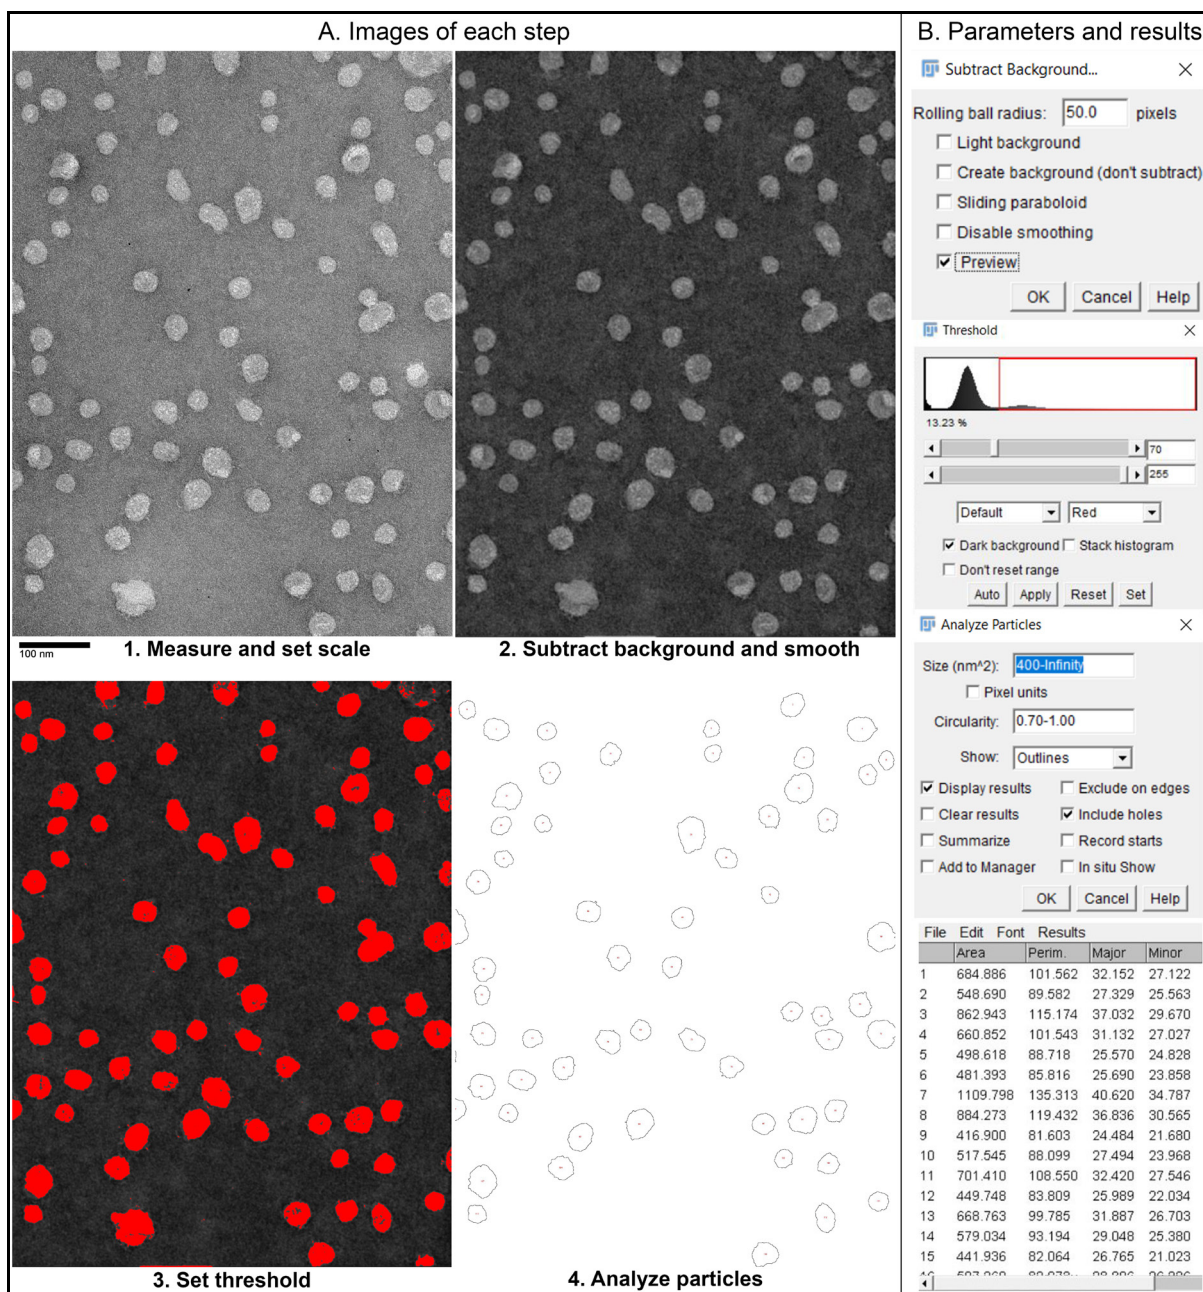 A. Images of each step
100 nm
1. Measure and set scale
2. Subtract background and smooth
3. Set threshold
4. Analyze particles
B. Parameters and results
Subtract Background...
Rolling ball radius: 50.0 pixels
Light background
Create background (don't subtract)
Sliding paraboloid
Disable smoothing
Preview
OK Cancel Help
Threshold
13.23 %
70
255
Default Red
Dark background Stack histogram
Don't reset range
Auto Apply Reset Set
Analyze Particles
Size (nm^2): 400-Infinity
Pixel units
Circularity: 0.70-1.00
Show: Outlines
Display results Exclude on edges
Clear results Include holes
Summarize Record starts
Add to Manager In situ Show
OK Cancel Help
File Edit Font Results
Area Perim. Major Minor
1 684.886 101.562 32.152 27.122
2 548.690 89.582 27.329 25.563
3 862.943 115.174 37.032 29.670
4 660.852 101.543 31.132 27.027
5 498.618 88.718 25.570 24.828
6 481.393 85.816 25.690 23.858
7 1109.798 135.313 40.620 34.787
8 884.273 119.432 36.836 30.565
9 416.900 81.603 24.484 21.680
10 517.545 88.099 27.494 23.968
11 701.410 108.550 32.420 27.546
12 449.748 83.809 25.989 22.034
13 668.763 99.785 31.887 26.703
14 579.034 93.194 29.048 25.380
15 441.936 82.064 26.765 21.023